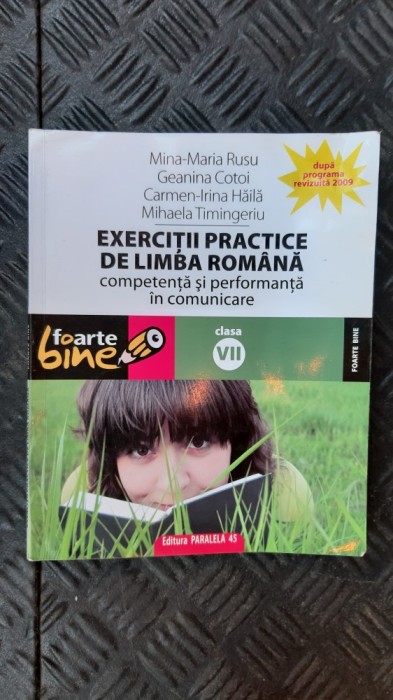 Mina-Maria Rusu
Geanina Cotoi
Carmen-Irina Hăilă
Mihaela Timingeriu
după
programa
revizuită 2009
EXERCIȚII PRACTICE
DE LIMBA ROMÂNĂ
competență și performanță
în comunicare
foarte
bine
clasa
VII
FOARTE BINE
Editura PARALELA 45